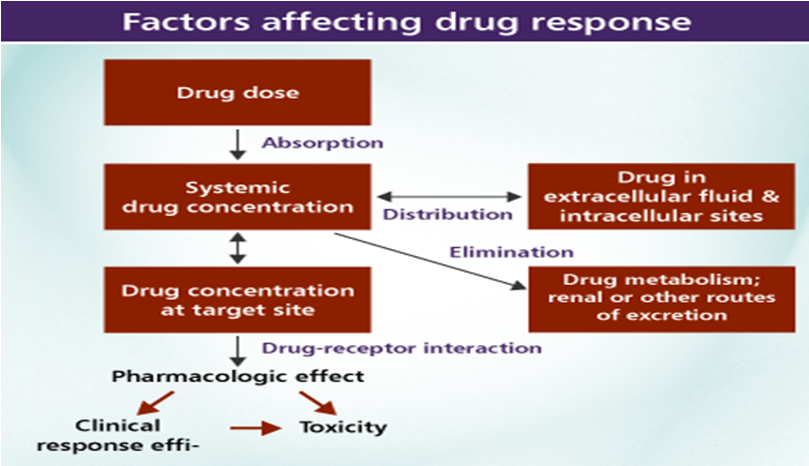 Factors affecting drug response
Drug dose
Absorption
Systemic
drug concentration
Distribution
Drug in
extracellular fluid &
intracellular sites
Elimination
Drug concentration
at target site
Drug metabolism;
renal or other routes
of excretion
Drug-receptor interaction
Pharmacologic effect
Clinical
response effi-
Toxicity